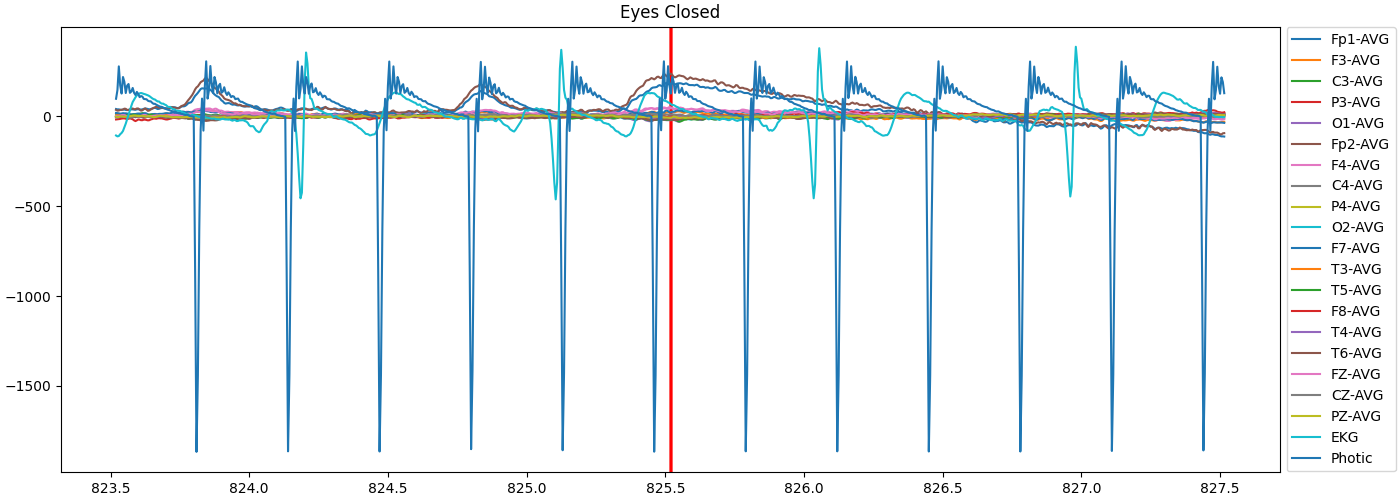 Eyes Closed
0
−500
−1000
−1500
823.5 824.0 824.5 825.0 825.5 826.0 826.5 827.0 827.5
Fp1-AVG
F3-AVG
C3-AVG
P3-AVG
O1-AVG
Fp2-AVG
F4-AVG
C4-AVG
P4-AVG
O2-AVG
F7-AVG
T3-AVG
T5-AVG
F8-AVG
T4-AVG
T6-AVG
FZ-AVG
CZ-AVG
PZ-AVG
EKG
Photic